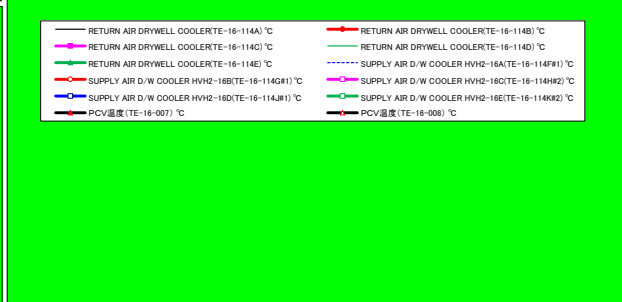 RETURN AIR DRYWELL COOLER(TE-16-114A)℃ RETURN AIR DRYWELL COOLER(TE-16-114B)℃
RETURN AIR DRYWELL COOLER(TE-16-114C)℃ RETURN AIR DRYWELL COOLER(TE-16-114D)℃
RETURN AIR DRYWELL COOLER(TE-16-114E)℃ SUPPLY AIR D/W COOLER HVH2-16A(TE-16-114F#1)℃
SUPPLY AIR D/W COOLER HVH2-16B(TE-16-114G#1)℃ SUPPLY AIR D/W COOLER HVH2-16C(TE-16-114H#2)℃
SUPPLY AIR D/W COOLER HVH2-16D(TE-16-114J#1)℃ SUPPLY AIR D/W COOLER HVH2-16E(TE-16-114K#2)℃
PCV温度(TE-16-007) ℃ PCV温度(TE-16-008) ℃